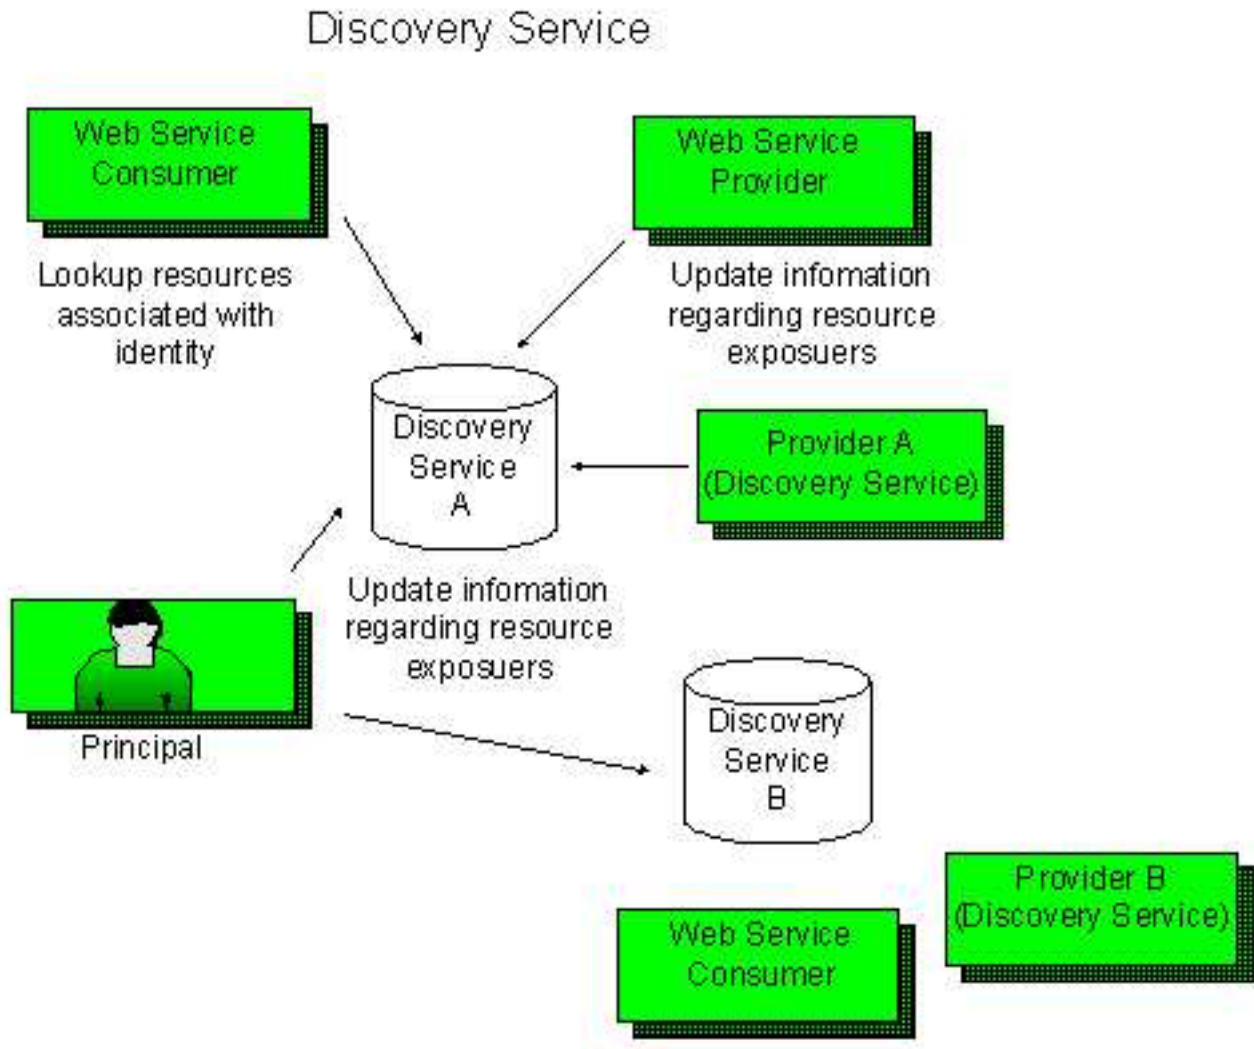 Discovery Service
Web Service
Consumer
Web Service
Provider
Lookup resources
associated with
identity
Update infomation
regarding resource
exposuers
Discovery
Service
A
Provider A
(Discovery Service)
Update infomation
regarding resource
exposuers
Principal
Discovery
Service
B
Provider B
(Discovery Service)
Web Service
Consumer